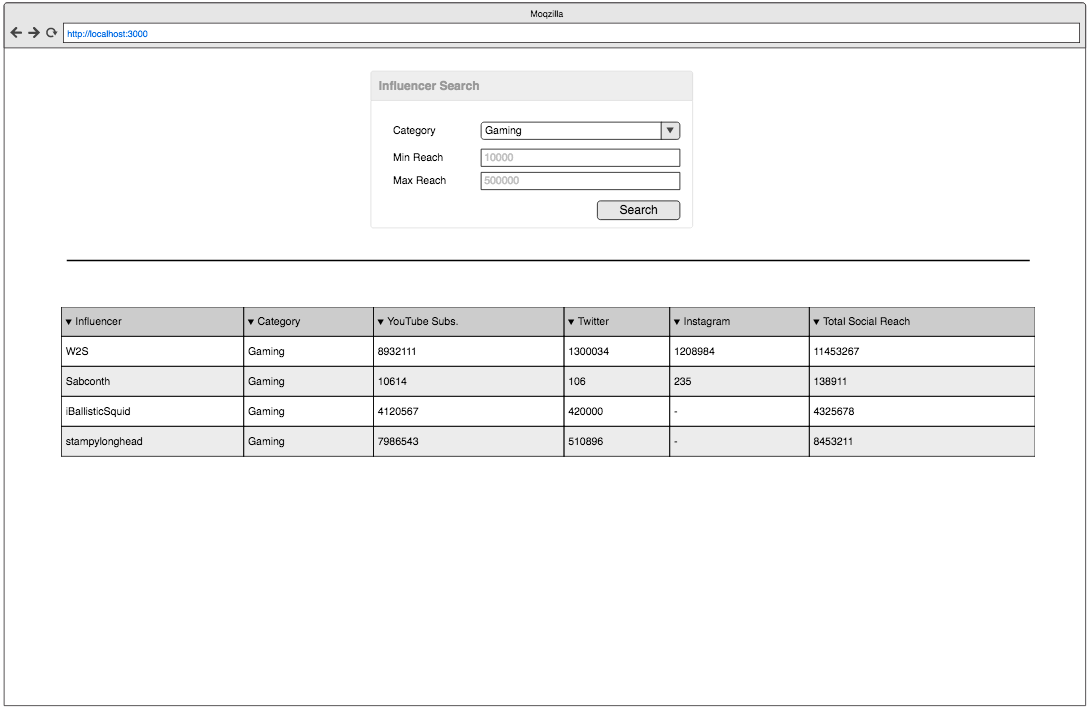 Moqzilla
http://localhost:3000
Influencer Search
Category Gaming
Min Reach 10000
Max Reach 500000
Search
Influencer Category YouTube Subs. Twitter Instagram Total Social Reach
W2S Gaming 8932111 1300034 1208984 11453267
Sabconth Gaming 10614 106 235 138911
iBallisticSquid Gaming 4120567 420000 - 4325678
stampylonghead Gaming 7986543 510896 - 8453211